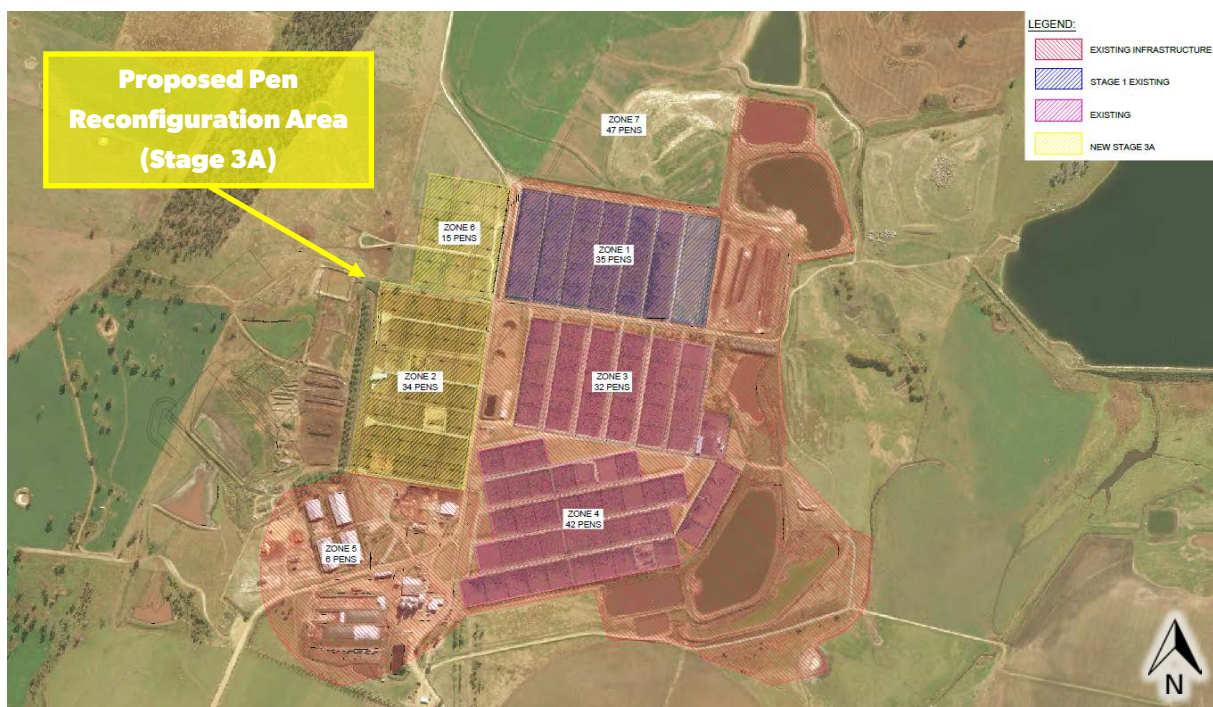 Proposed Pen
Reconfiguration Area
(Stage 3A)
LEGEND:
EXISTING INFRASTRUCTURE
STAGE 1 EXISTING
EXISTING
NEW STAGE 3A
ZONE 7
47 PENS
ZONE 6
15 PENS
ZONE 1
35 PENS
ZONE 2
34 PENS
ZONE 3
32 PENS
ZONE 4
42 PENS
ZONE 5
6 PENS
N